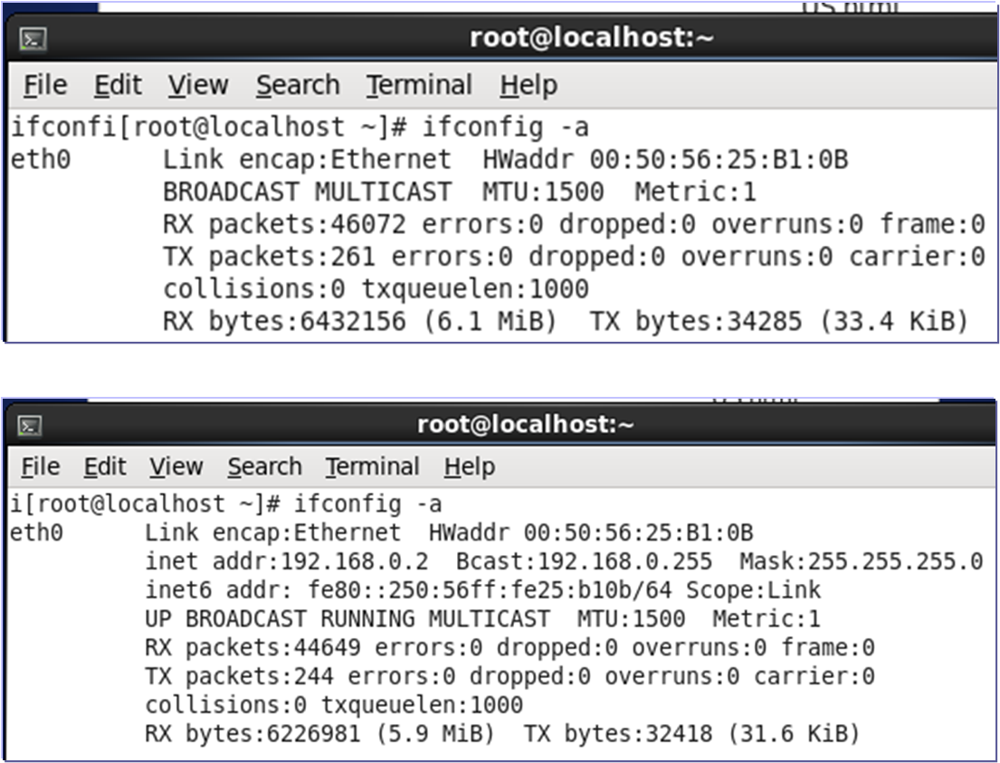 root@localhost:~
File Edit View Search Terminal Help
ifconfi[root@localhost ~]# ifconfig -a
eth0 Link encap:Ethernet HWaddr 00:50:56:25:B1:0B
BROADCAST MULTICAST MTU:1500 Metric:1
RX packets:46072 errors:0 dropped:0 overruns:0 frame:0
TX packets:261 errors:0 dropped:0 overruns:0 carrier:0
collisions:0 txqueuelen:1000
RX bytes:6432156 (6.1 MiB) TX bytes:34285 (33.4 KiB)
root@localhost:~
File Edit View Search Terminal Help
i[root@localhost ~]# ifconfig -a
eth0 Link encap:Ethernet HWaddr 00:50:56:25:B1:0B
inet addr:192.168.0.2 Bcast:192.168.0.255 Mask:255.255.255.0
inet6 addr: fe80::250:56ff:fe25:b10b/64 Scope:Link
UP BROADCAST RUNNING MULTICAST MTU:1500 Metric:1
RX packets:44649 errors:0 dropped:0 overruns:0 frame:0
TX packets:244 errors:0 dropped:0 overruns:0 carrier:0
collisions:0 txqueuelen:1000
RX bytes:6226981 (5.9 MiB) TX bytes:32418 (31.6 KiB)